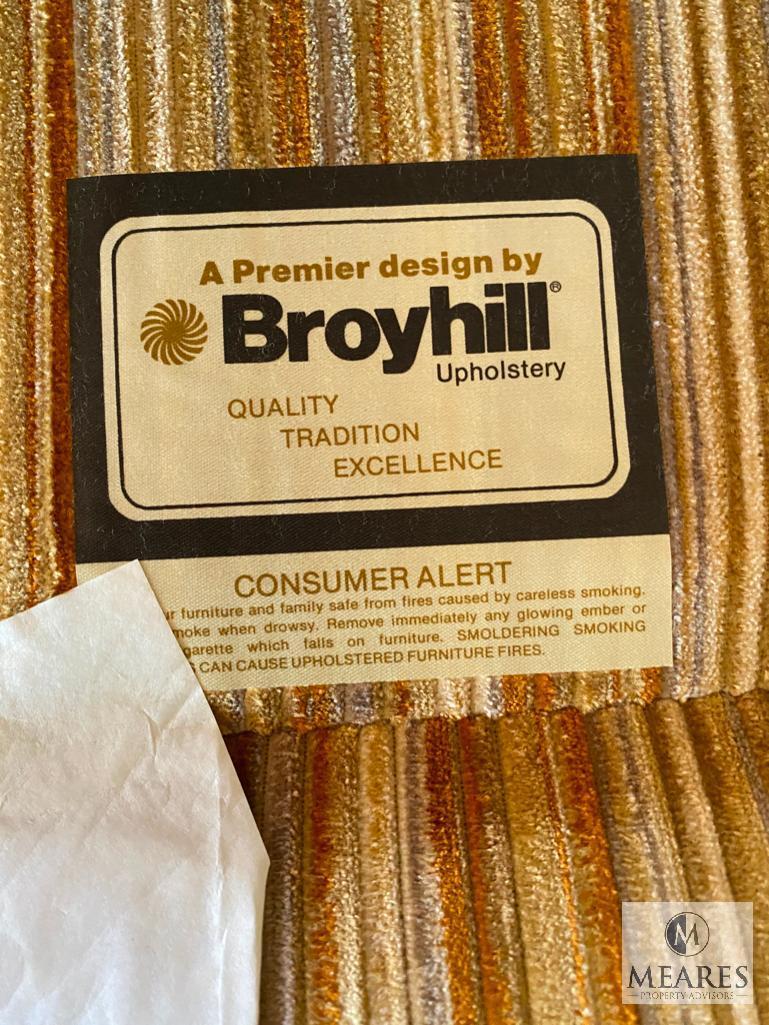 A Premier design by
Broyhill®
Upholstery
QUALITY
TRADITION
EXCELLENCE
CONSUMER ALERT
furniture and family safe from fires caused by careless smoking.
when drowsy. Remove immediately any glowing ember or
which falls on furniture. SMOLDERING SMOKING
CAN CAUSE UPHOLSTERED FURNITURE FIRES.
M
MEARES
PROPERTY ADVISORS